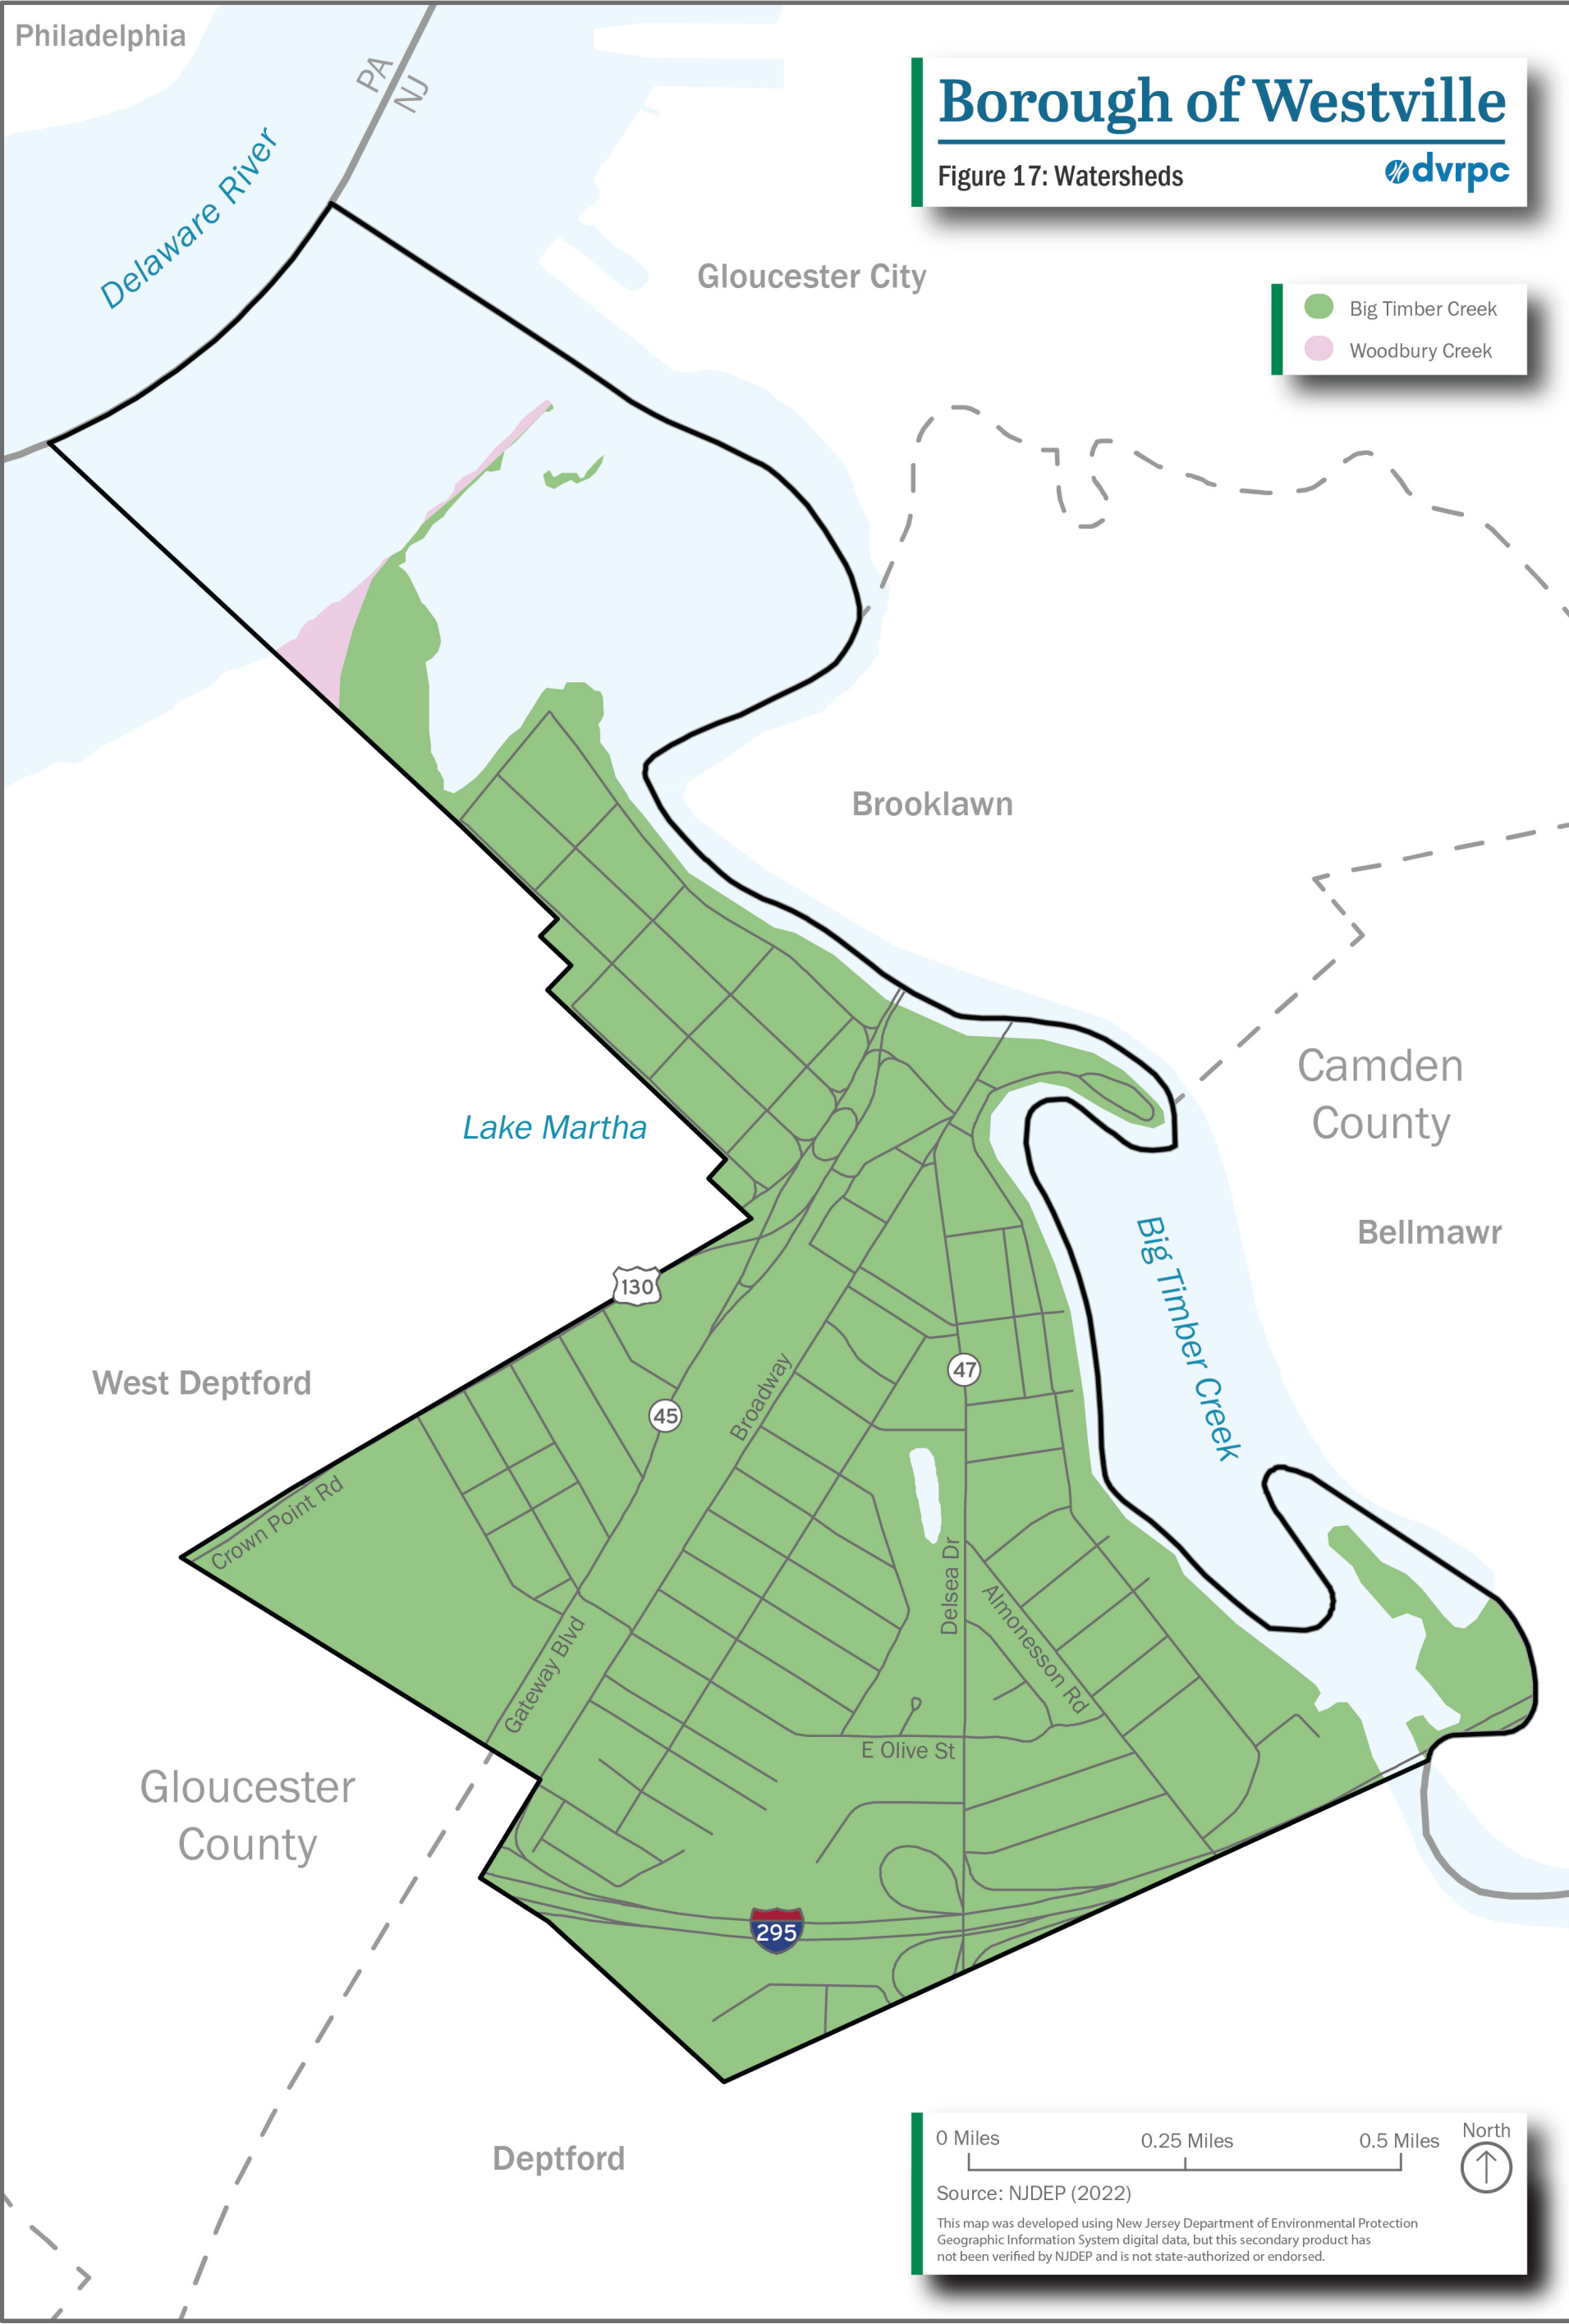 Philadelphia
PA
NJ
Delaware River
Borough of Westville
Figure 17: Watersheds
dvrpc
Gloucester City
Big Timber Creek
Woodbury Creek
Brooklawn
Camden
County
Lake Martha
Bellmawr
Big Timber Creek
130
West Deptford
47
45
Broadway
Crown Point Rd
Delsea Dr
Almonesson Rd
Gateway Blvd
E Olive St
Gloucester
County
295
Deptford
0 Miles
0.25 Miles
0.5 Miles
North
Source: NJDEP (2022)
This map was developed using New Jersey Department of Environmental Protection
Geographic Information System digital data, but this secondary product has
not been verified by NJDEP and is not state-authorized or endorsed.